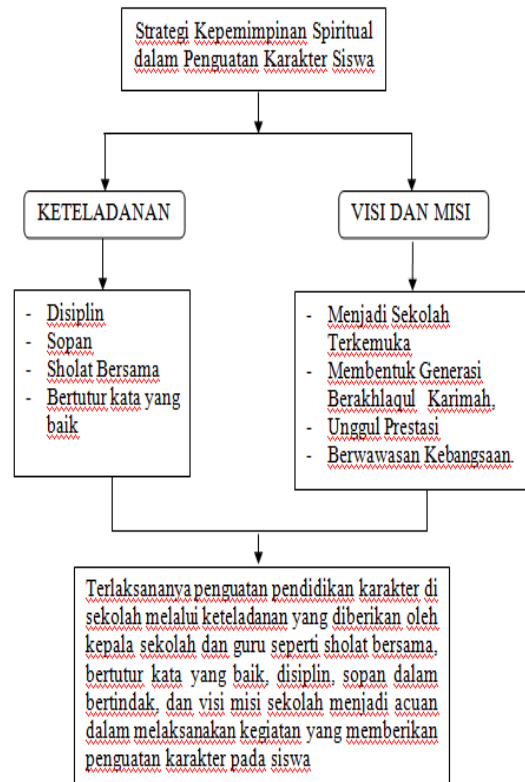 Strategi Kepemimpinan Spiritual
dalam Penguatan Karakter Siswa
KETELADANAN
VISI DAN MISI
- Disiplin
- Sopan
- Sholat Bersama
- Bertutur kata yang
baik
- Menjadi Sekolah
Terkemuka
- Membentuk Generasi
Berakhlaqul Karimah,
- Unggul Prestasi
- Berwawasan Kebangsaan.
Terlaksananya penguatan pendidikan karakter di
sekolah melalui keteladanan yang diberikan oleh
kepala sekolah dan guru seperti sholat bersama,
bertutur kata yang baik, disiplin, sopan dalam
bertindak, dan visi misi sekolah menjadi acuan
dalam melaksanakan kegiatan yang memberikan
penguatan karakter pada siswa